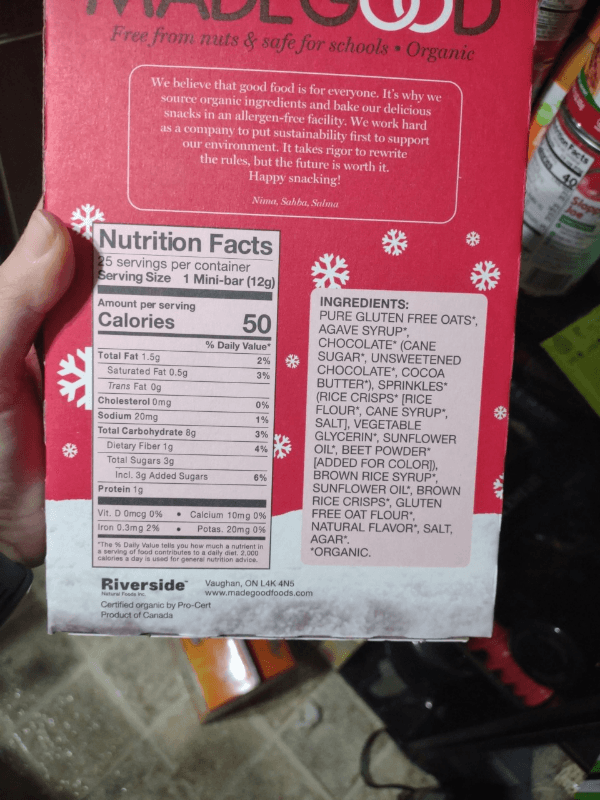 MADEGOOD
Free from nuts & safe for schools • Organic
We believe that good food is for everyone. It's why we
source organic ingredients and bake our delicious
snacks in an allergen-free facility. We work hard
as a company to put sustainability first to support
our environment. It takes rigor to rewrite
the rules, but the future is worth it.
Happy snacking!
Nima, Sahba, Salma
Nutrition Facts
25 servings per container
Serving Size 1 Mini-bar (12g)
Amount per serving
Calories 50
% Daily Value*
Total Fat 1.5g 2%
Saturated Fat 0.5g 3%
Trans Fat 0g
Cholesterol 0mg 0%
Sodium 20mg 1%
Total Carbohydrate 8g 3%
Dietary Fiber 1g 4%
Total Sugars 3g
Incl. 3g Added Sugars 6%
Protein 1g
Vit. D 0mcg 0% • Calcium 10mg 0%
Iron 0.3mg 2% • Potas. 20mg 0%
*The % Daily Value tells you how much a nutrient in
a serving of food contributes to a daily diet. 2,000
calories a day is used for general nutrition advice.
INGREDIENTS:
PURE GLUTEN FREE OATS*,
AGAVE SYRUP*,
CHOCOLATE* (CANE
SUGAR*, UNSWEETENED
CHOCOLATE*, COCOA
BUTTER*), SPRINKLES*
(RICE CRISPS* [RICE
FLOUR*, CANE SYRUP*,
SALT], VEGETABLE
GLYCERIN*, SUNFLOWER
OIL*, BEET POWDER*
[ADDED FOR COLOR]),
BROWN RICE SYRUP*,
SUNFLOWER OIL*, BROWN
RICE CRISPS*, GLUTEN
FREE OAT FLOUR*,
NATURAL FLAVOR*, SALT,
AGAR*.
*ORGANIC.
Riverside™
Natural Foods Inc.
Vaughan, ON L4K 4N5
www.madegoodfoods.com
Certified organic by Pro-Cert
Product of Canada
Facts
40